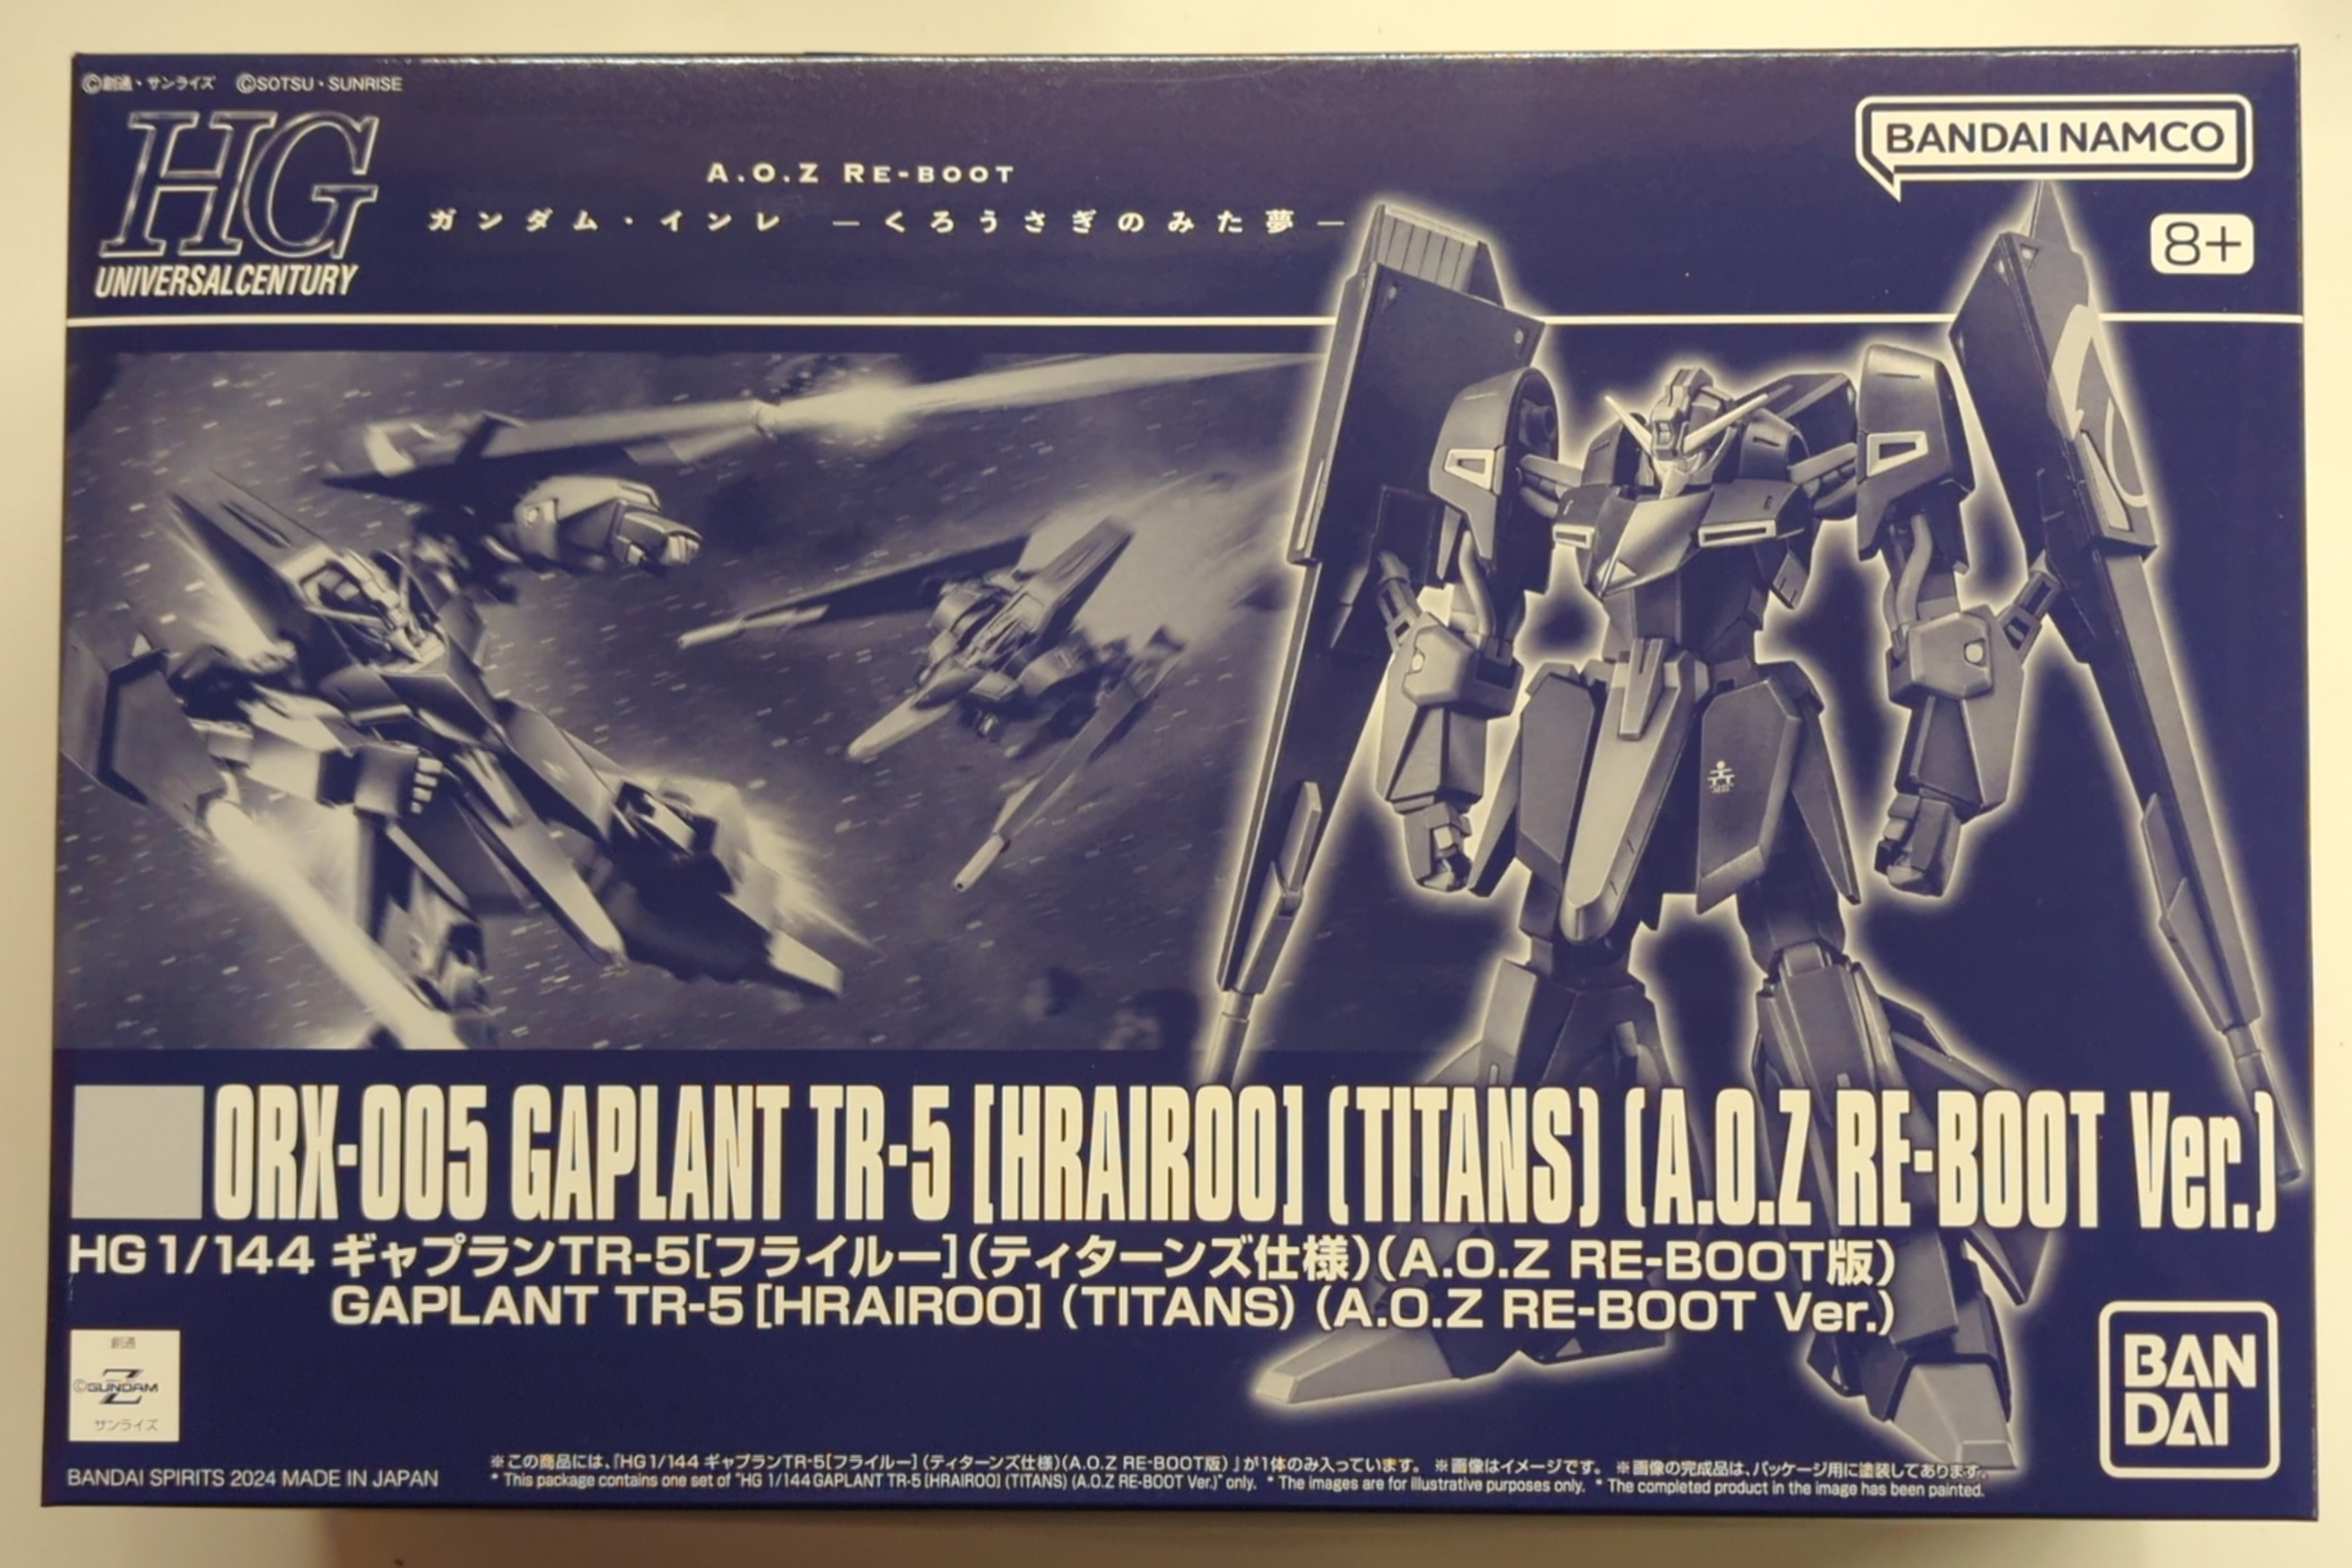 ©創通・サンライズ ©SOTSU・SUNRISE
HG
UNIVERSAL CENTURY
A.O.Z RE-BOOT
ガンダム・インレ ―くろうさぎのみた夢―
BANDAI NAMCO
8+
ORX-005 GAPLANT TR-5 [HRAIROO] (TITANS) (A.O.Z RE-BOOT Ver.)
HG 1/144 ギャプランTR-5[フライルー](ティターンズ仕様)(A.O.Z RE-BOOT版)
GAPLANT TR-5 [HRAIROO] (TITANS) (A.O.Z RE-BOOT Ver.)
創通
©GUNDAM Z
サンライズ
BANDAI
BANDAI SPIRITS 2024 MADE IN JAPAN
※この商品には、「HG 1/144 ギャプランTR-5[フライルー](ティターンズ仕様)(A.O.Z RE-BOOT版)」が1体のみ入っています。 ※画像はイメージです。 ※画像の完成品は、パッケージ用に塗装してあります。
* This package contains one set of "HG 1/144 GAPLANT TR-5 [HRAIROO] (TITANS) (A.O.Z RE-BOOT Ver.)" only. * The images are for illustrative purposes only. * The completed product in the image has been painted.